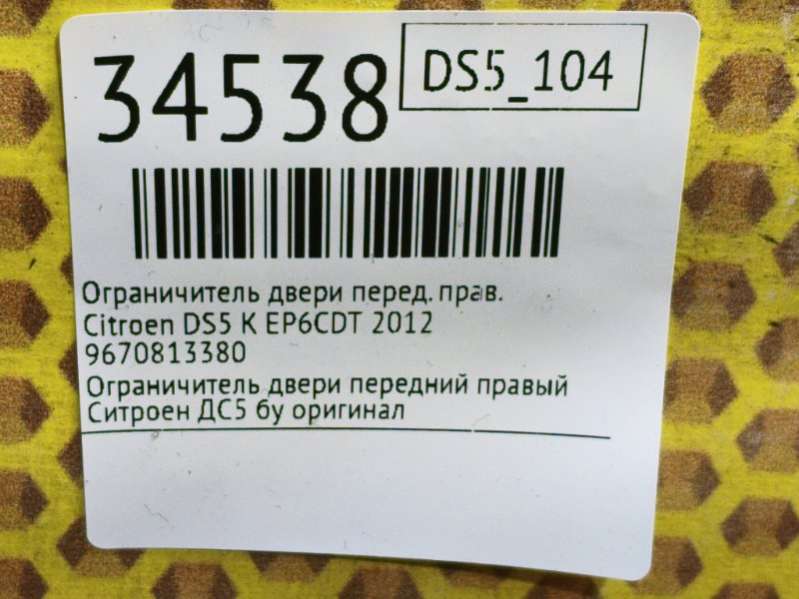 34538
DS5_104
Ограничитель двери перед. прав.
Citroen DS5 K EP6CDT 2012
9670813380
Ограничитель двери передний правый
Ситроен ДС5 бу оригинал